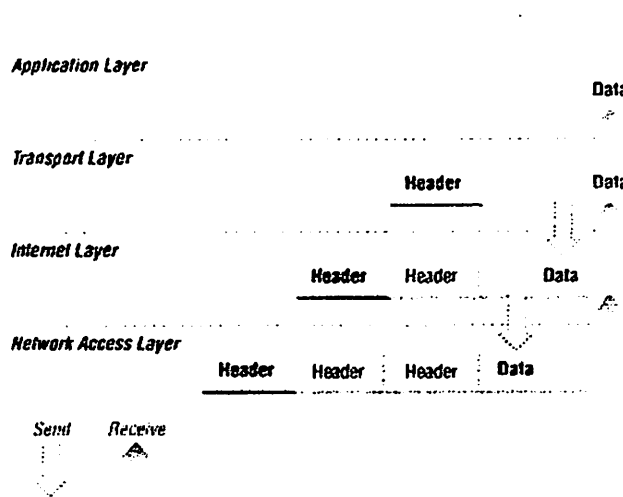 Application Layer
Data
Transport Layer
Header Data
Internet Layer
Header Header Data
Network Access Layer
Header Header Header Data
Send Receive